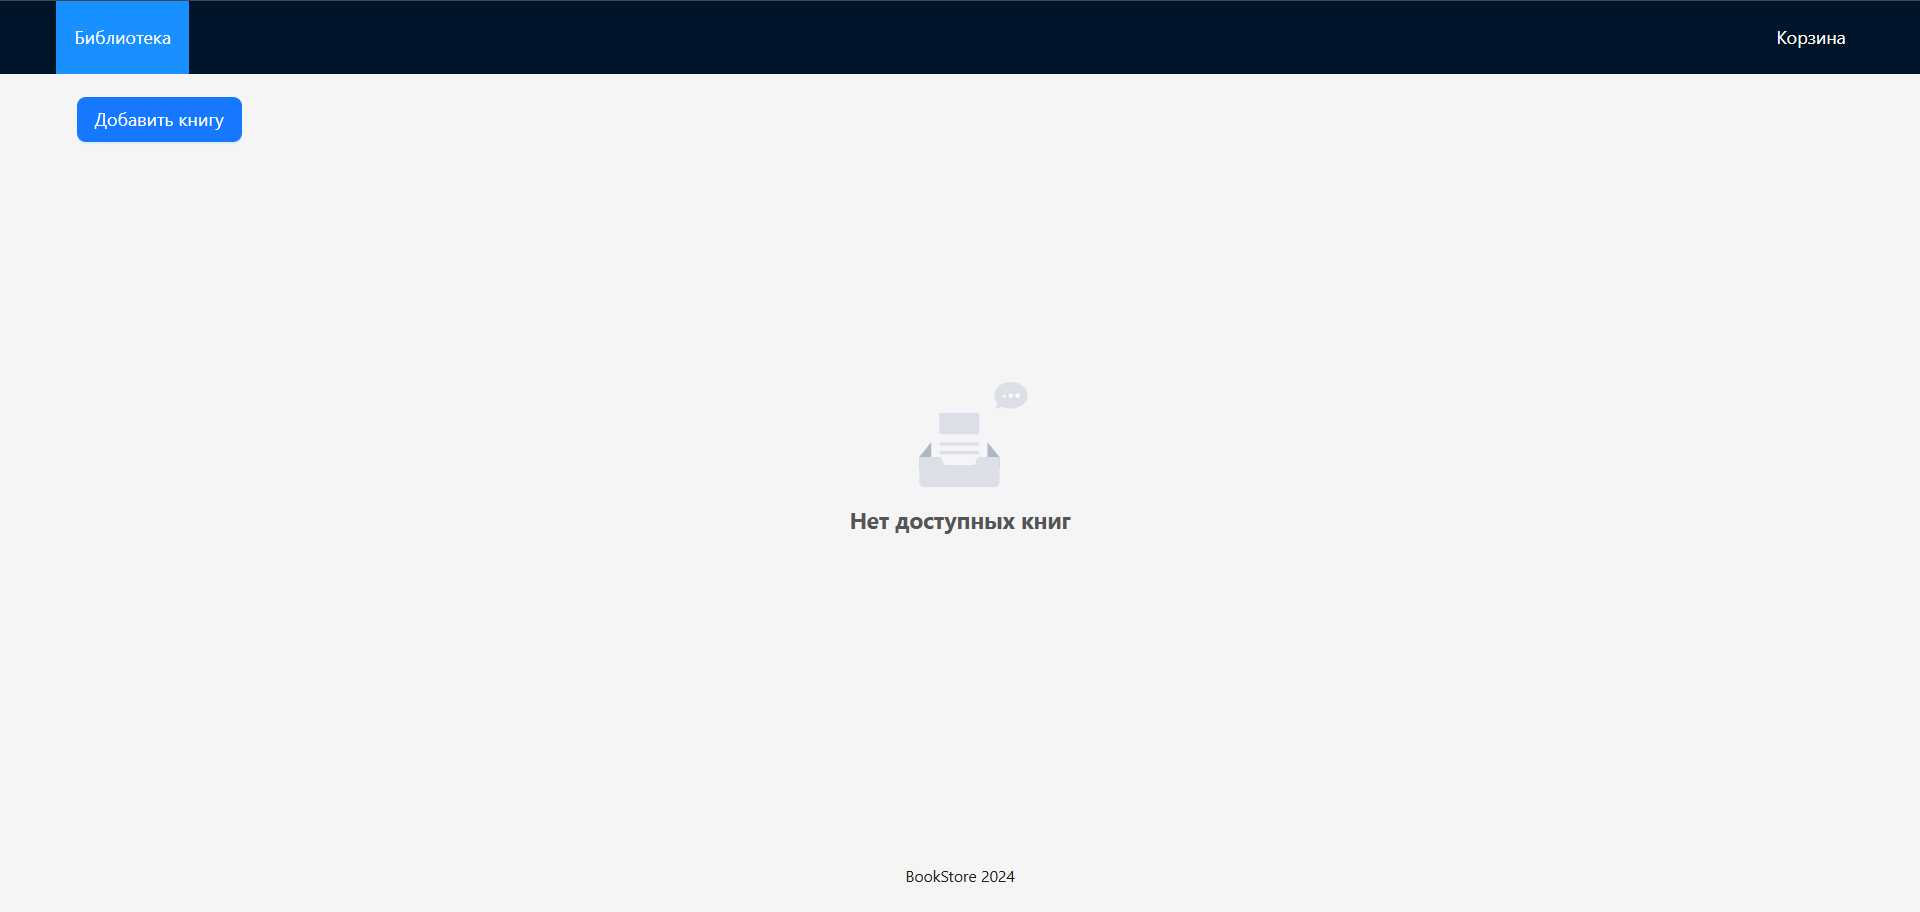 Библиотека
Корзина
Добавить книгу
Нет доступных книг
BookStore 2024